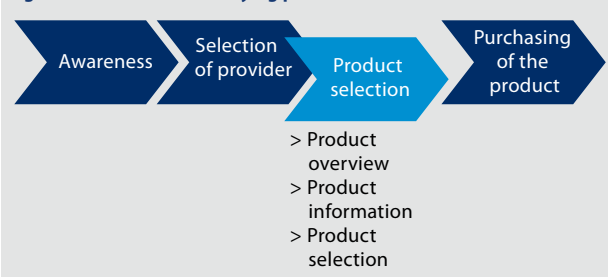 Awareness
Selection
of provider
Product
selection
Purchasing
of the
product
> Product
overview
> Product
information
> Product
selection